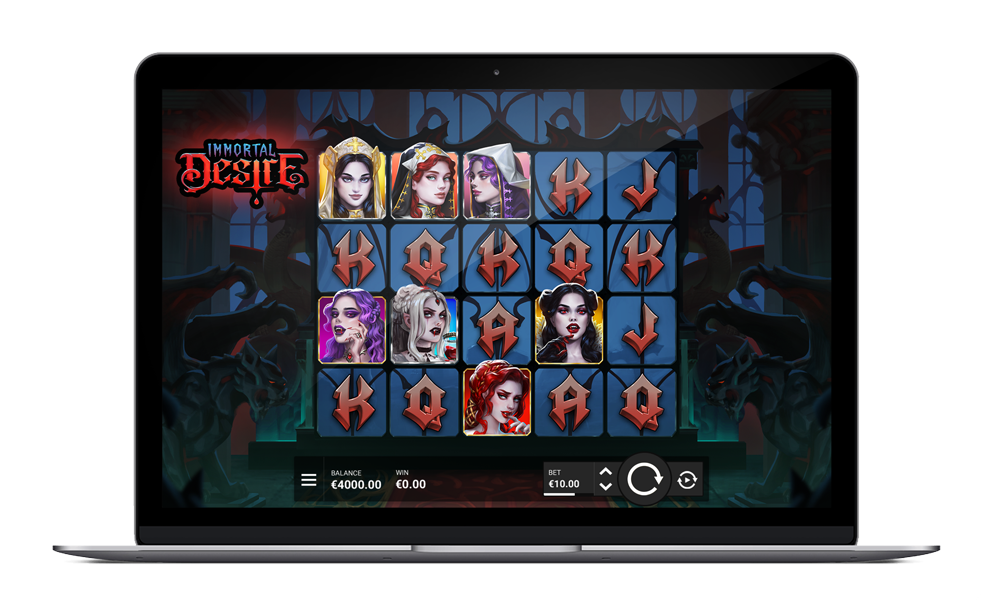 IMMORTAL
Desire
K J
K Q K Q K
A J
K Q A Q
BALANCE
€4000.00
WIN
€0.00
BET
€10.00